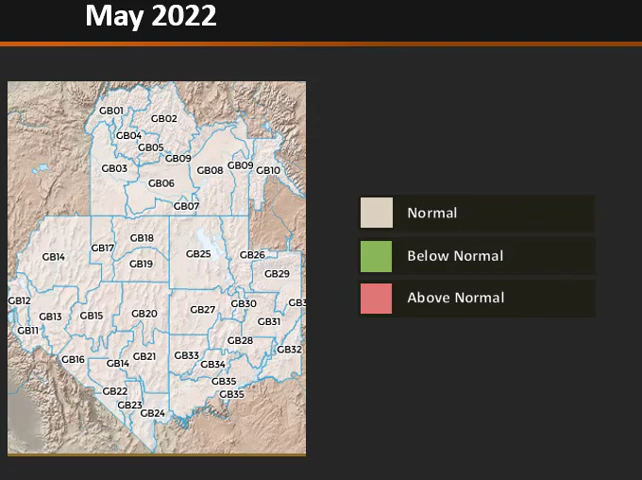 May 2022
GB01
GB02
GB04
GB05
GB09
GB03
GB08
GB09
GB10
GB06
GB07
GB18
GB17
GB25
GB26
GB14
GB19
GB29
GB12
GB30
GB3
GB13
GB15
GB20
GB27
GB31
GB11
GB28
GB32
GB16
GB14
GB21
GB33
GB34
GB35
GB22
GB35
GB23
GB24
Normal
Below Normal
Above Normal